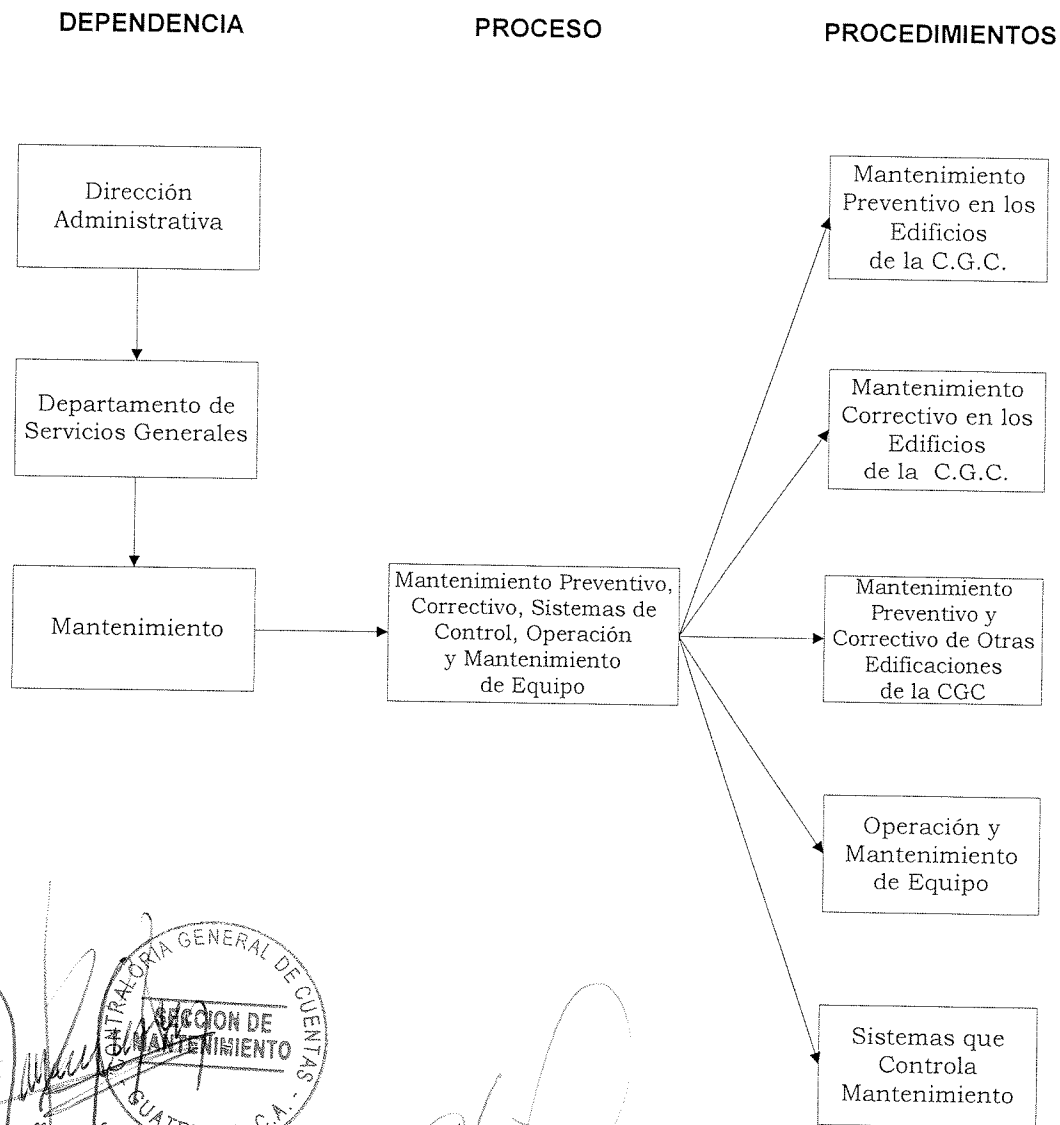 DEPENDENCIA
PROCESO
PROCEDIMIENTOS
Dirección
Administrativa
Departamento de
Servicios Generales
Mantenimiento
Mantenimiento Preventivo,
Correctivo, Sistemas de
Control, Operación
y Mantenimiento
de Equipo
Mantenimiento
Preventivo en los
Edificios
de la C.G.C.
Mantenimiento
Correctivo en los
Edificios
de la C.G.C.
Mantenimiento
Preventivo y
Correctivo de Otras
Edificaciones
de la CGC
Operación y
Mantenimiento
de Equipo
Sistemas que
Controla
Mantenimiento
CONTRALORIA GENERAL DE CUENTAS -
SECCION DE
MANTENIMIENTO
C.A. -